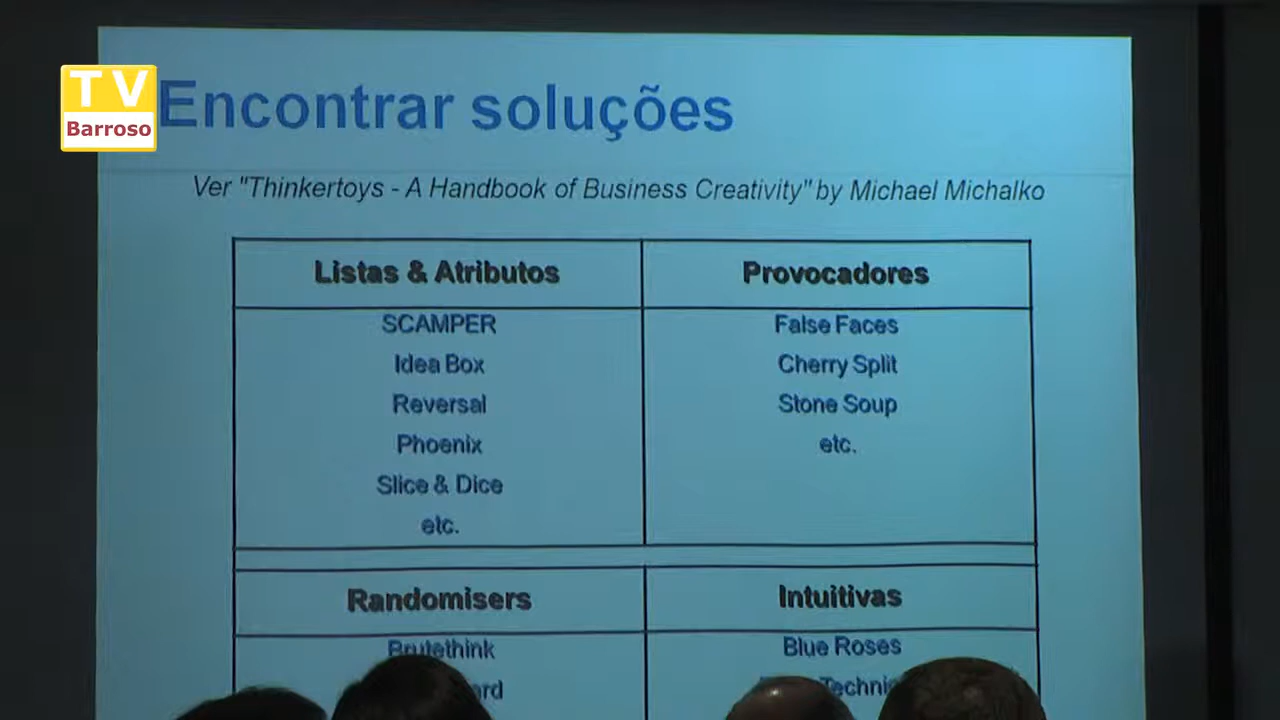 TV
Barroso
Encontrar soluções
Ver "Thinkertoys - A Handbook of Business Creativity" by Michael Michalko
Listas & Atributos
Provocadores
SCAMPER
False Faces
Idea Box
Cherry Split
Reversal
Stone Soup
Phoenix
etc.
Slice & Dice
etc.
Randomisers
Intuitivas
Brutethink
Blue Roses